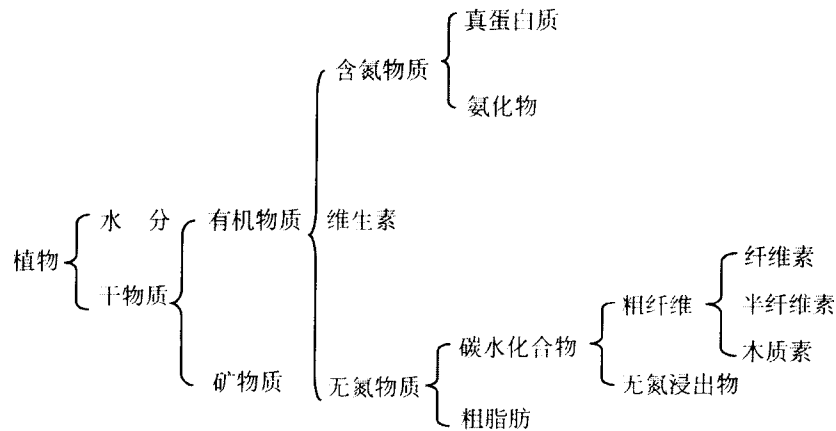 真蛋白质
含氮物质
氨化物
水 分
有机物质
维生素
植物
纤维素
干物质
粗纤维
半纤维素
碳水化合物
木质素
矿物质
无氮物质
无氮浸出物
粗脂肪